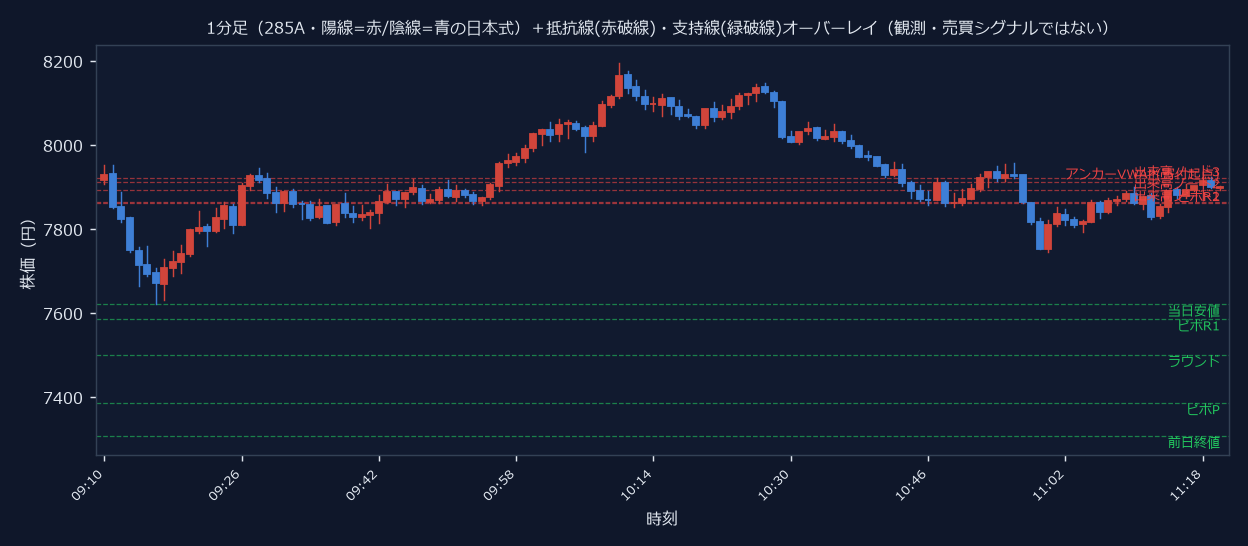 1分足（285A・陽線=赤/陰線=青の日本式）＋抵抗線(赤破線)・支持線(緑破線)オーバーレイ（観測・売買シグナルではない）
株価 (円)
8200
8000
7800
7600
7400
当日安値
ピボR1
ラウンド
ピボP
前日終値
09:10
09:26
09:42
09:58
10:14
10:30
10:46
11:02
11:18
時刻